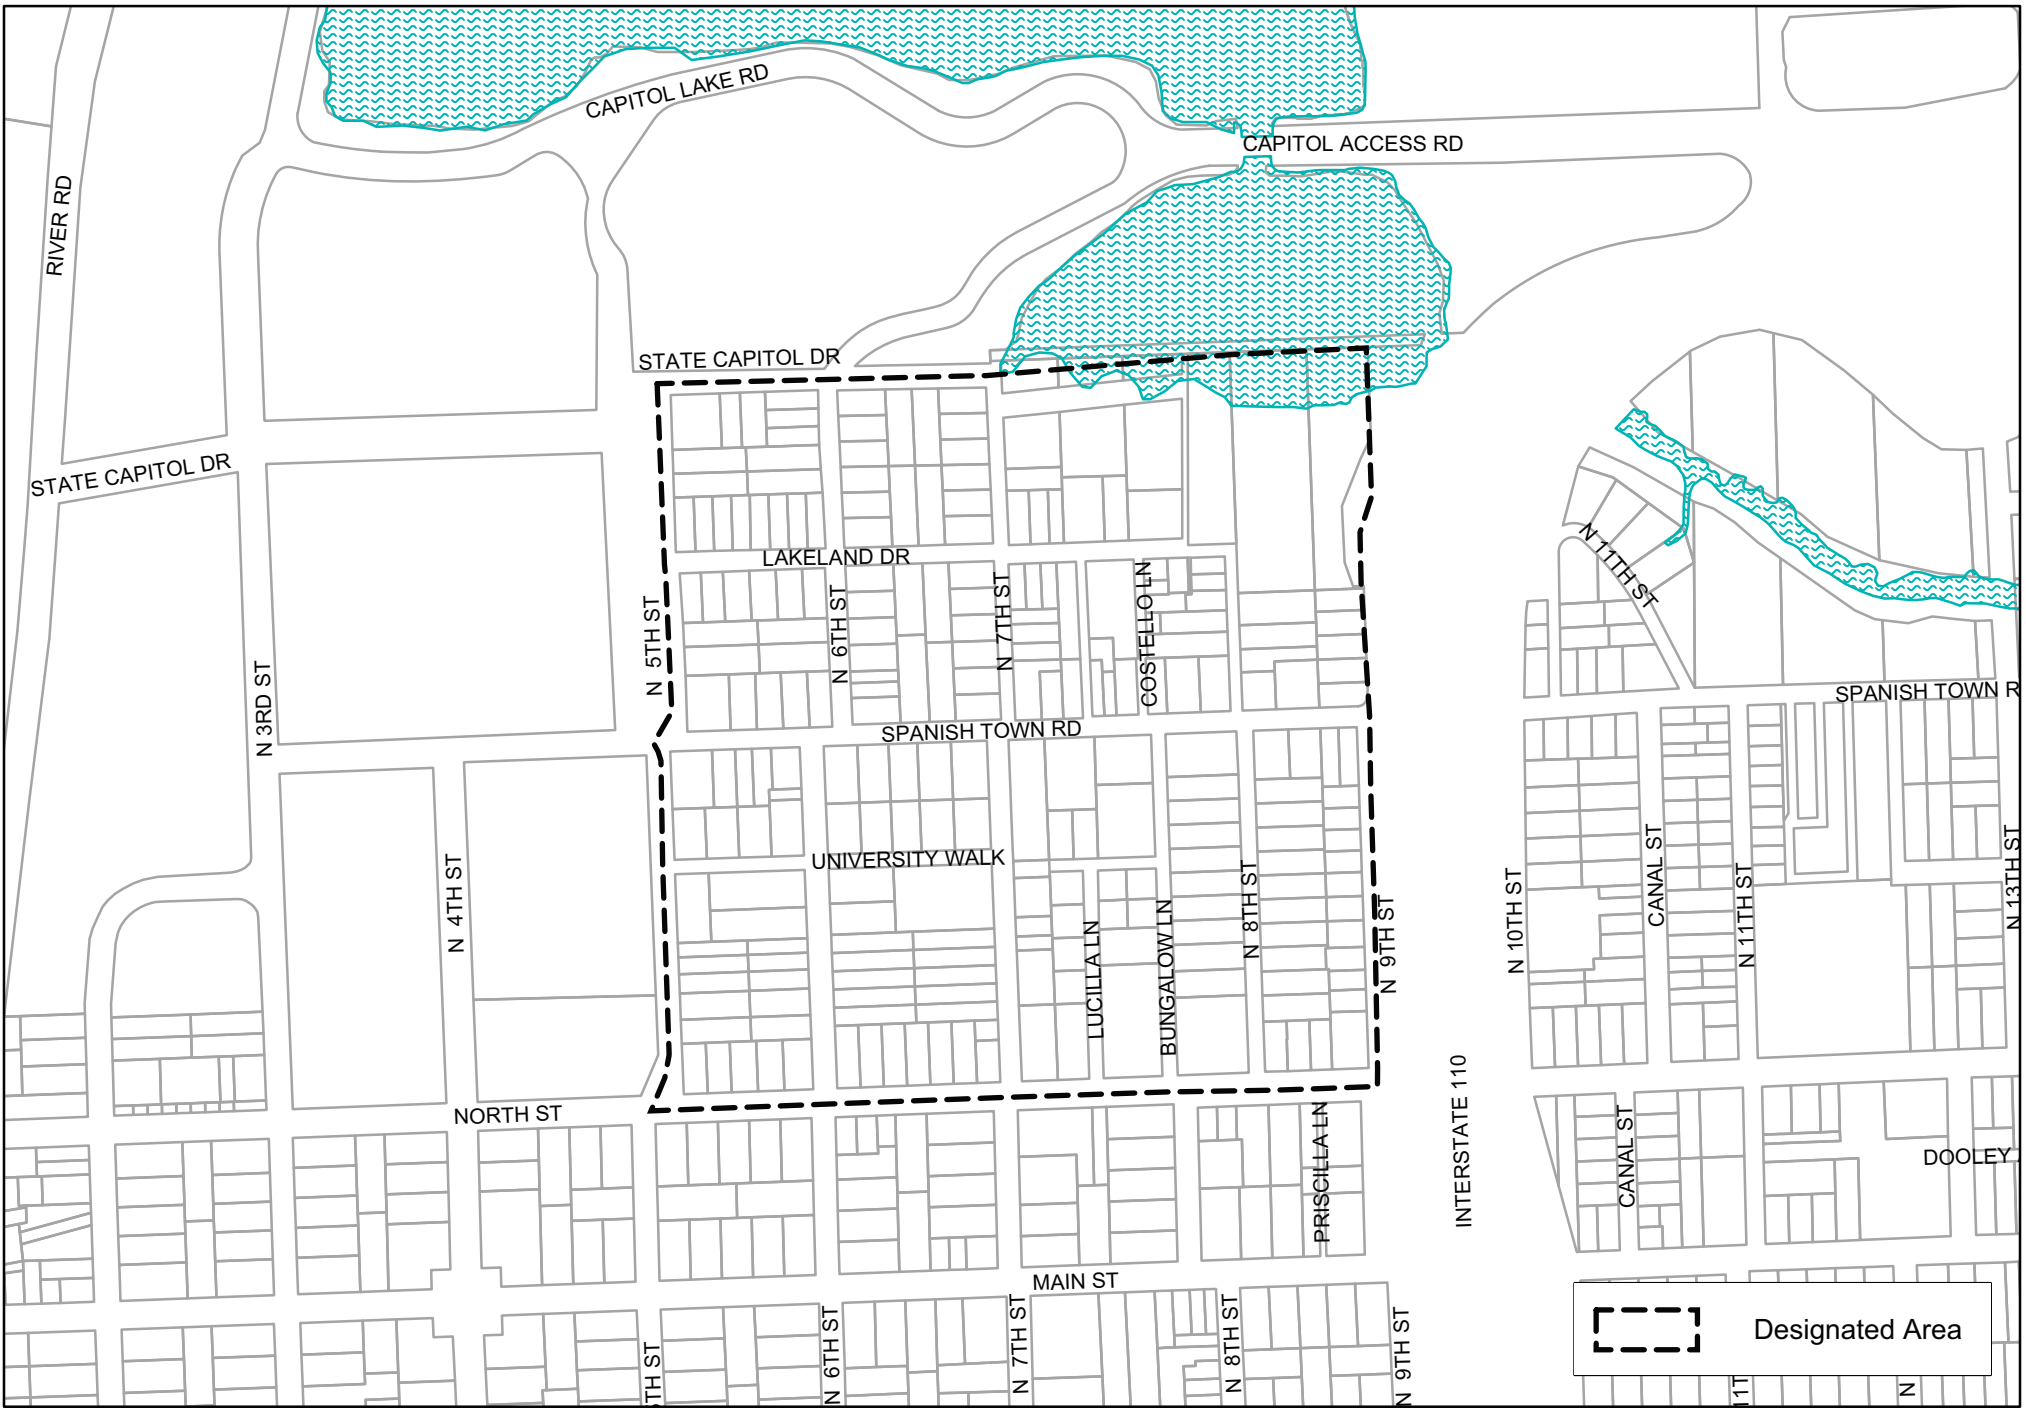 CAPITOL LAKE RD
CAPITOL ACCESS RD
RIVER RD
STATE CAPITOL DR
STATE CAPITOL DR
N 11TH ST
LAKELAND DR
N 5TH ST
N 6TH ST
N 7TH ST
COSTELLO LN
N 3RD ST
SPANISH TOWN R
SPANISH TOWN RD
UNIVERSITY WALK
N 4TH ST
LUCILLA LN
BUNGALOW LN
N 8TH ST
N 9TH ST
N 10TH ST
CANAL ST
N 11TH ST
N 13TH ST
NORTH ST
PRISCILLA LN
INTERSTATE 110
CANAL ST
DOOLEY
MAIN ST
5TH ST
N 6TH ST
N 7TH ST
N 8TH ST
N 9TH ST
11T
N
Designated Area